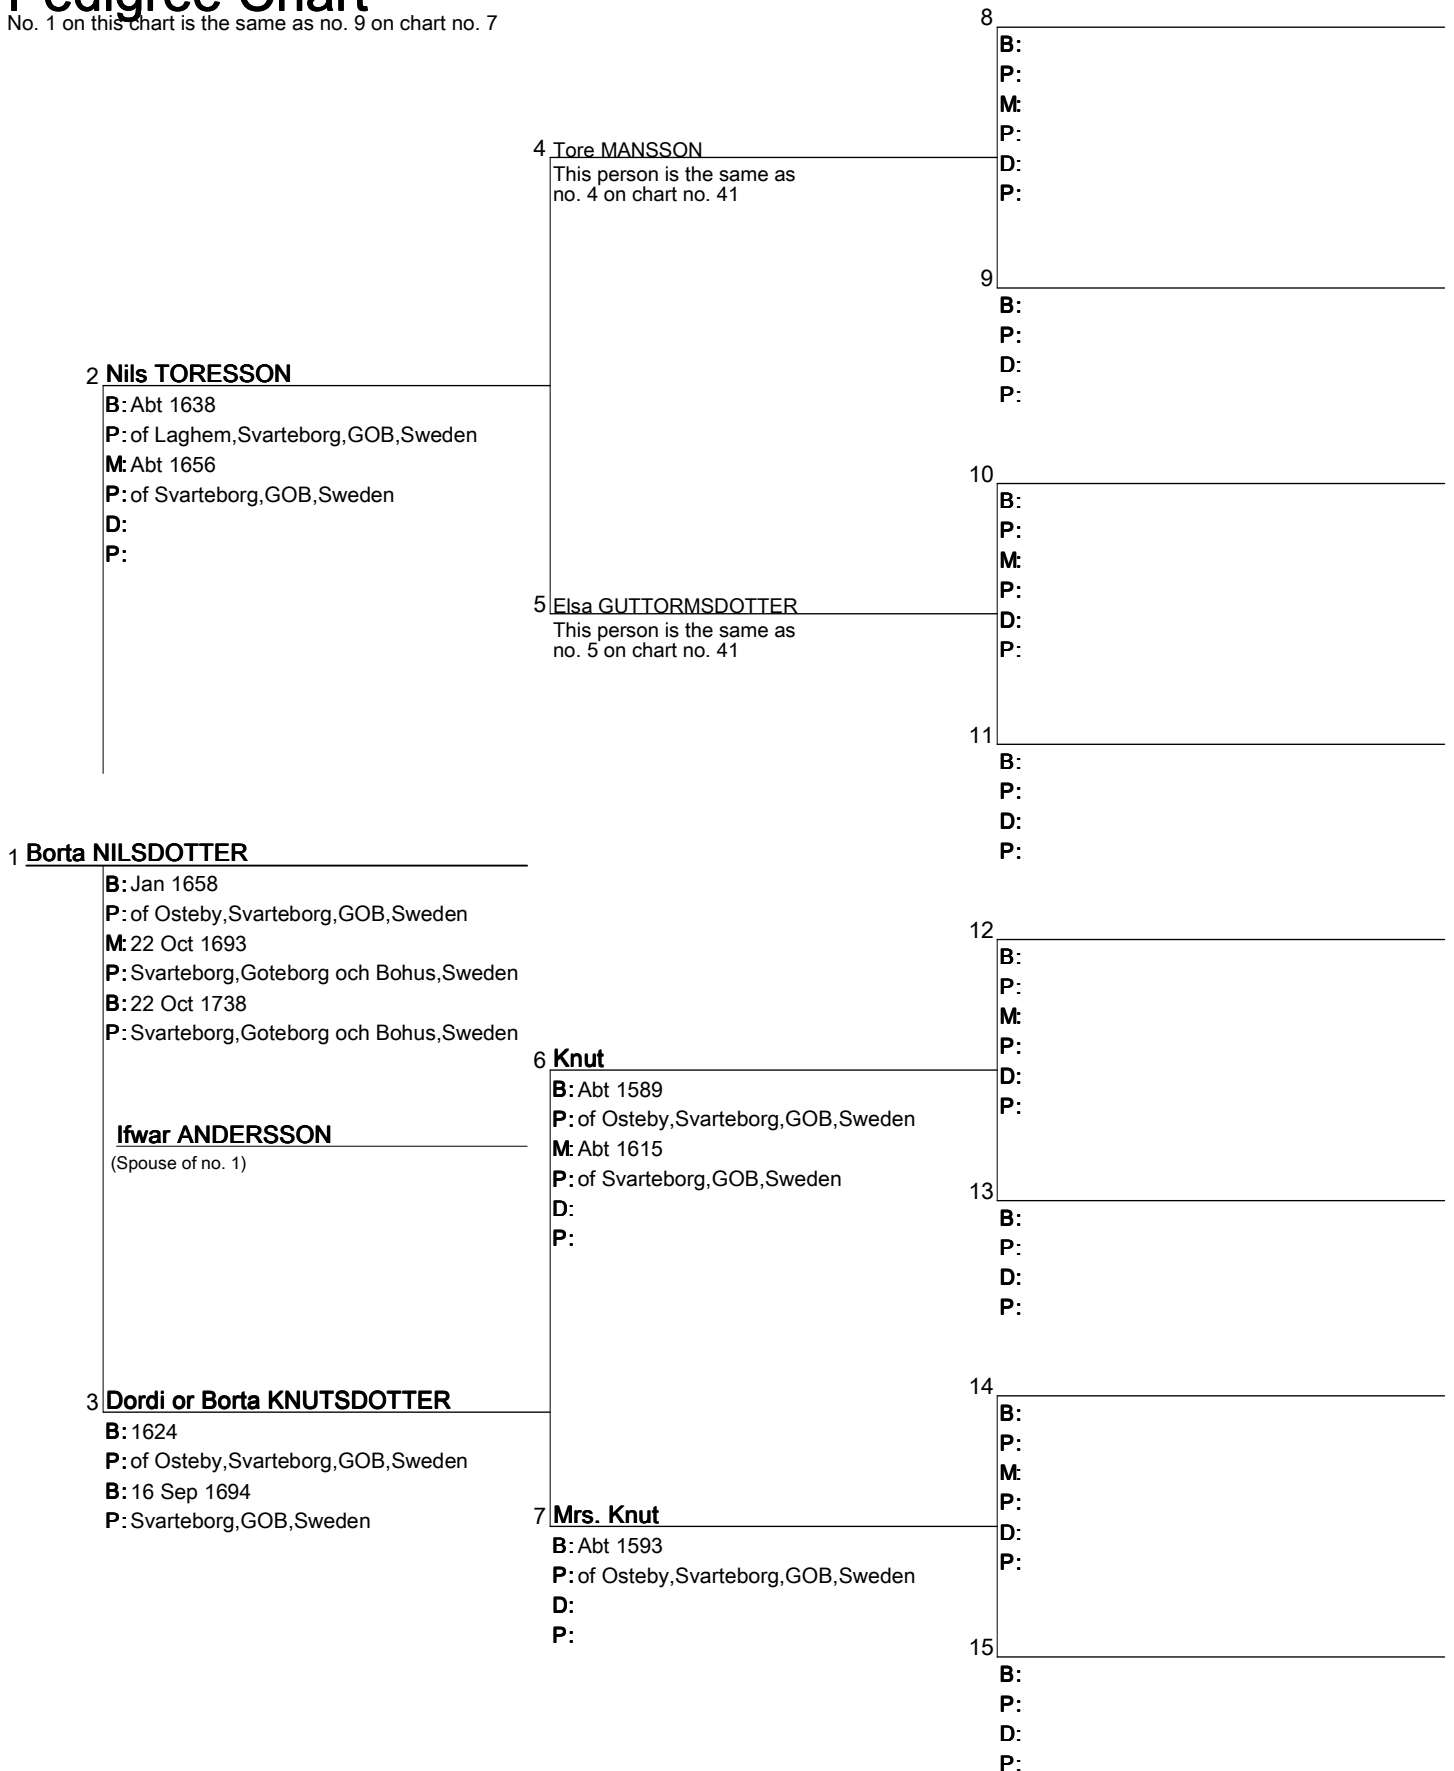 Pedigree Chart
No. 1 on this chart is the same as no. 9 on chart no. 7
8
B:
P:
M:
P:
D:
P:
4 Tore MANSSON
This person is the same as
no. 4 on chart no. 41
9
B:
P:
D:
P:
2 Nils TORESSON
B: Abt 1638
P: of Laghem,Svarteborg,GOB,Sweden
M: Abt 1656
P: of Svarteborg,GOB,Sweden
D:
P:
10
B:
P:
M:
P:
D:
P:
5 Elsa GUTTORMSDOTTER
This person is the same as
no. 5 on chart no. 41
11
B:
P:
D:
P:
1 Borta NILSDOTTER
B: Jan 1658
P: of Osteby,Svarteborg,GOB,Sweden
M: 22 Oct 1693
P: Svarteborg,Goteborg och Bohus,Sweden
B: 22 Oct 1738
P: Svarteborg,Goteborg och Bohus,Sweden
Ifwar ANDERSSON
(Spouse of no. 1)
12
B:
P:
M:
P:
D:
P:
6 Knut
B: Abt 1589
P: of Osteby,Svarteborg,GOB,Sweden
M: Abt 1615
P: of Svarteborg,GOB,Sweden
D:
P:
13
B:
P:
D:
P:
3 Dordi or Borta KNUTSDOTTER
B: 1624
P: of Osteby,Svarteborg,GOB,Sweden
B: 16 Sep 1694
P: Svarteborg,GOB,Sweden
14
B:
P:
M:
P:
D:
P:
7 Mrs. Knut
B: Abt 1593
P: of Osteby,Svarteborg,GOB,Sweden
D:
P:
15
B:
P:
D:
P: